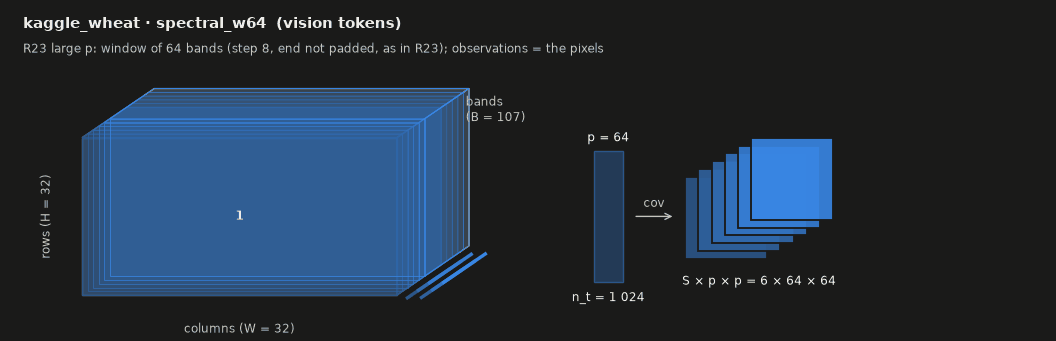 kaggle_wheat · spectral_w64 (vision tokens)
R23 large p: window of 64 bands (step 8, end not padded, as in R23); observations = the pixels
bands
(B = 107)
rows (H = 32)
1
columns (W = 32)
p = 64
n_t = 1 024
cov
S × p × p = 6 × 64 × 64